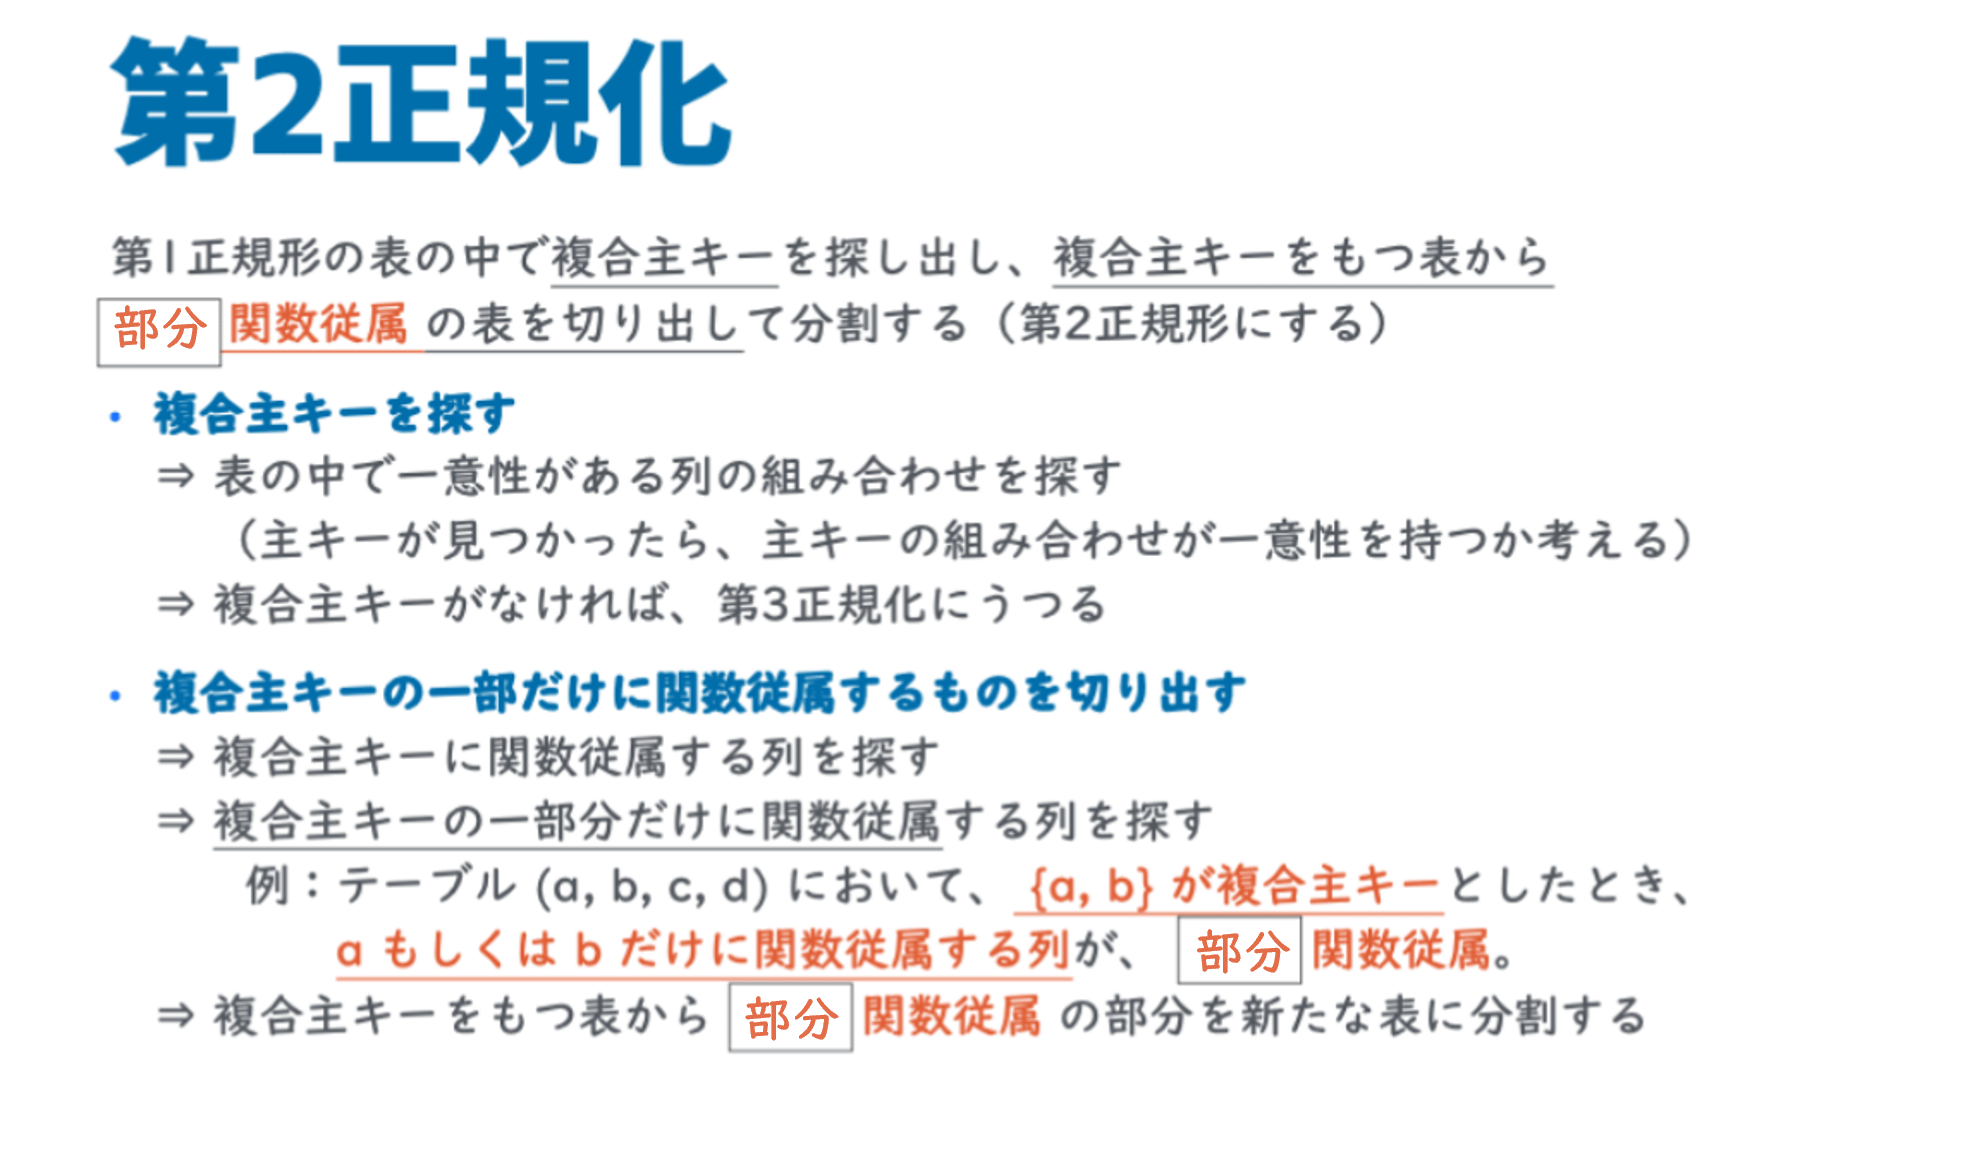 第2正規化
第1正規形の表の中で複合主キーを探し出し、複合主キーをもつ表から
部分 関数従属 の表を切り出して分割する（第2正規形にする）
• 複合主キーを探す
⇒ 表の中で一意性がある列の組み合わせを探す
（主キーが見つかったら、主キーの組み合わせが一意性を持つか考える）
⇒ 複合主キーがなければ、第3正規化にうつる
• 複合主キーの一部だけに関数従属するものを切り出す
⇒ 複合主キーに関数従属する列を探す
⇒ 複合主キーの一部分だけに関数従属する列を探す
例：テーブル (a, b, c, d) において、 {a, b} が複合主キーとしたとき、
a もしくは b だけに関数従属する列が、 部分 関数従属。
⇒ 複合主キーをもつ表から 部分 関数従属 の部分を新たな表に分割する